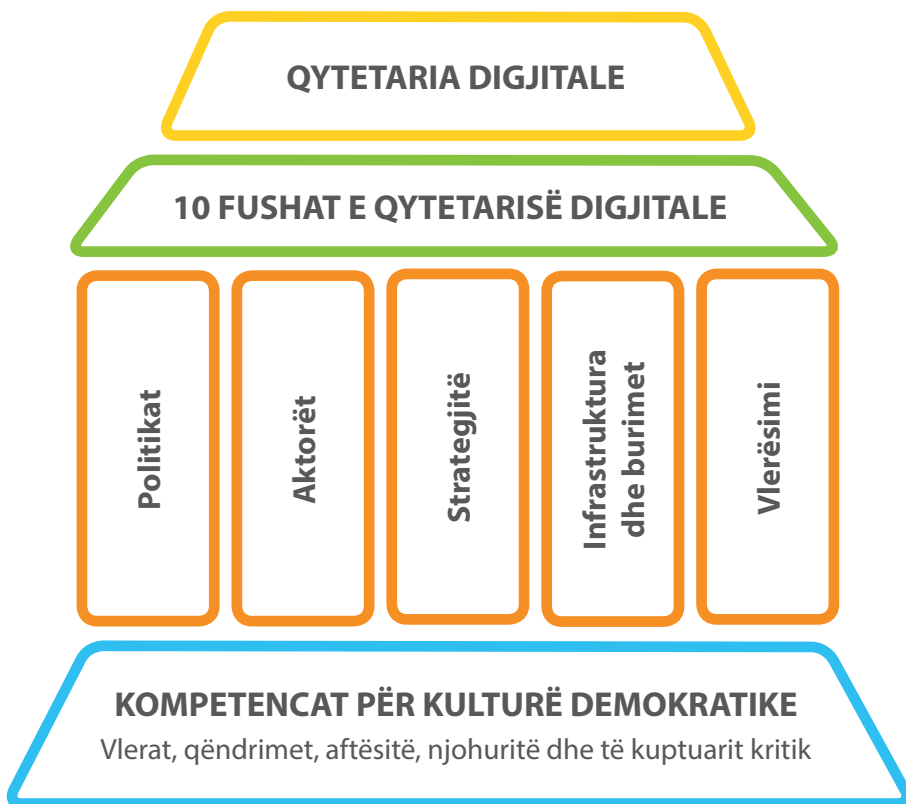 QYTETARIA DIGJITALE
10 FUSHAT E QYTETARISË DIGJITALE
Politikat
Aktorët
Strategjitë
Infrastruktura
dhe burimet
Vlerësimi
KOMPETENCAT PËR KULTURË DEMOKRATIKE
Vlerat, qëndrimet, aftësitë, njohuritë dhe të kuptuarit kritik